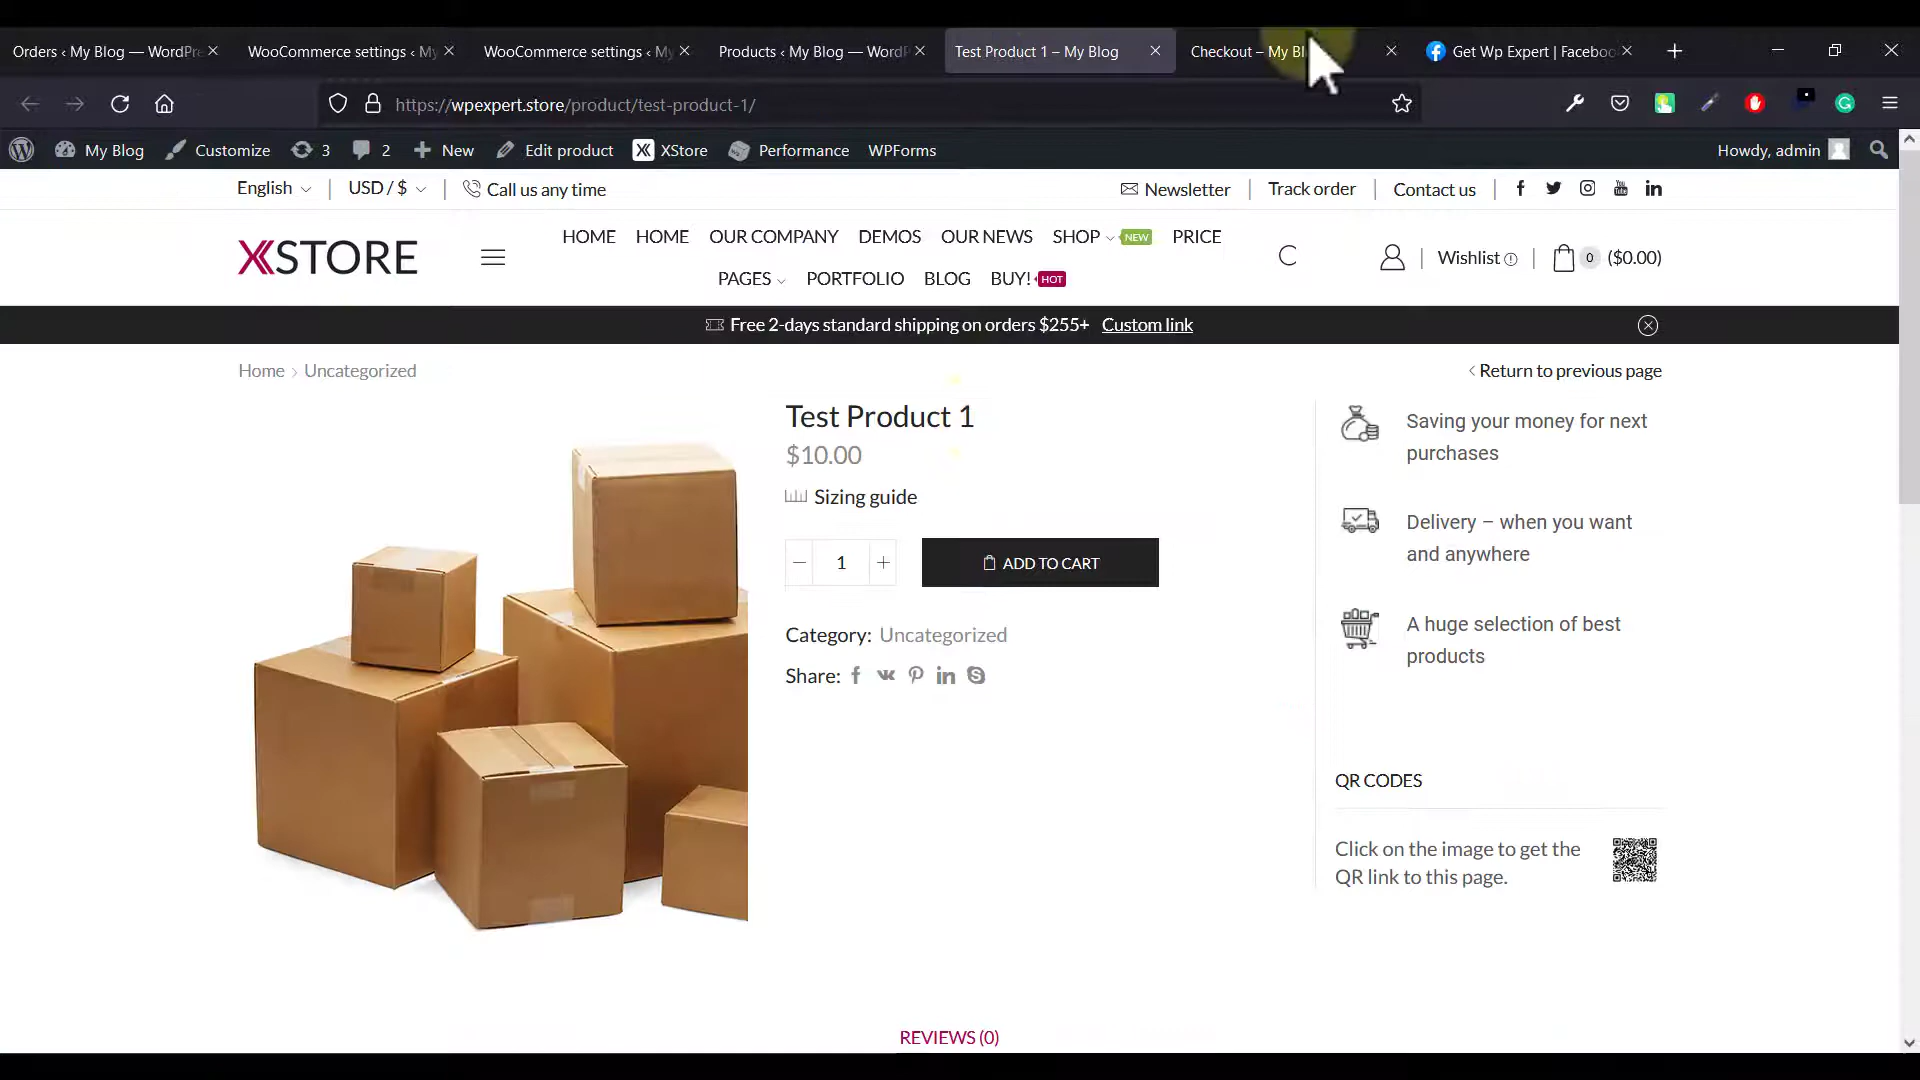 Orders ‹ My Blog — WordPre
WooCommerce settings ‹ My
WooCommerce settings ‹ My
Products ‹ My Blog — WordP
Test Product 1 – My Blog
Checkout – My Bl
Get Wp Expert | Faceboo
https://wpexpert.store/product/test-product-1/
My Blog
Customize
3
2
New
Edit product
XStore
Performance
WPForms
Howdy, admin
English
USD / $
Call us any time
Newsletter
Track order
Contact us
XSTORE
HOME HOME OUR COMPANY DEMOS OUR NEWS SHOP NEW PRICE
PAGES PORTFOLIO BLOG BUY! HOT
Wishlist
0 ($0.00)
Free 2-days standard shipping on orders $255+ Custom link
Home › Uncategorized
Return to previous page
Test Product 1
$10.00
Sizing guide
1
ADD TO CART
Category: Uncategorized
Share:
Saving your money for next
purchases
Delivery – when you want
and anywhere
A huge selection of best
products
QR CODES
Click on the image to get the
QR link to this page.
REVIEWS (0)